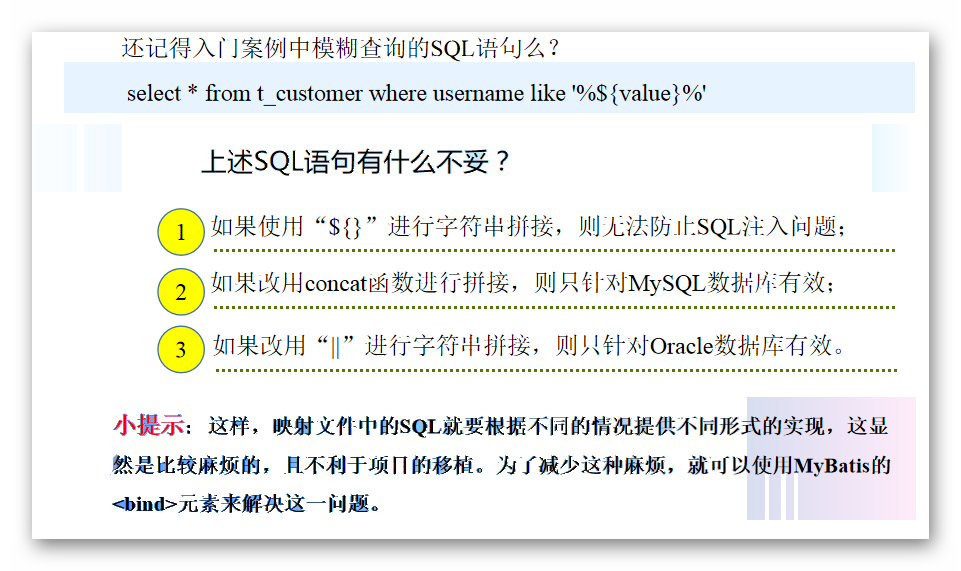 还记得入门案例中模糊查询的SQL语句么？
select * from t_customer where username like '%${value}%'
上述SQL语句有什么不妥？
1 如果使用“${}”进行字符串拼接，则无法防止SQL注入问题；
2 如果改用concat函数进行拼接，则只针对MySQL数据库有效；
3 如果改用“||”进行字符串拼接，则只针对Oracle数据库有效。
小提示：这样，映射文件中的SQL就要根据不同的情况提供不同形式的实现，这显
然是比较麻烦的，且不利于项目的移植。为了减少这种麻烦，就可以使用MyBatis的
<bind>元素来解决这一问题。